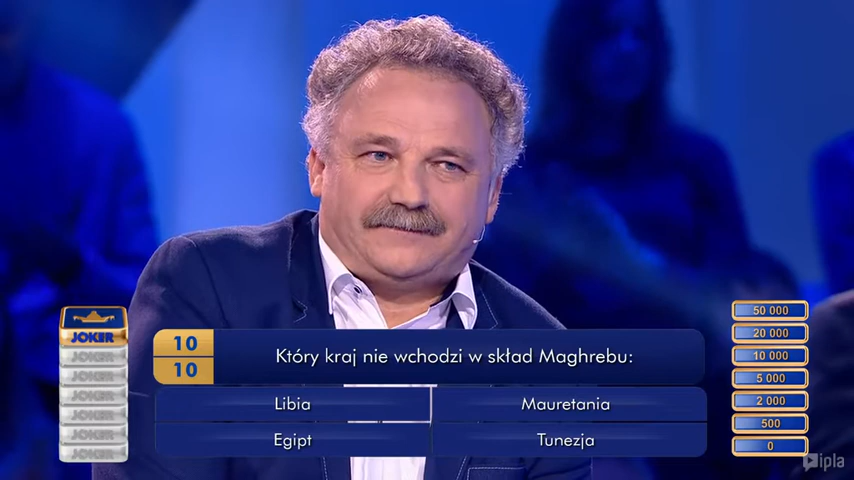 JOKER
JOKER
JOKER
JOKER
JOKER
JOKER
JOKER
10
10
Który kraj nie wchodzi w skład Maghrebu:
Libia
Mauretania
Egipt
Tunezja
50 000
20 000
10 000
5 000
2 000
500
0
ipla